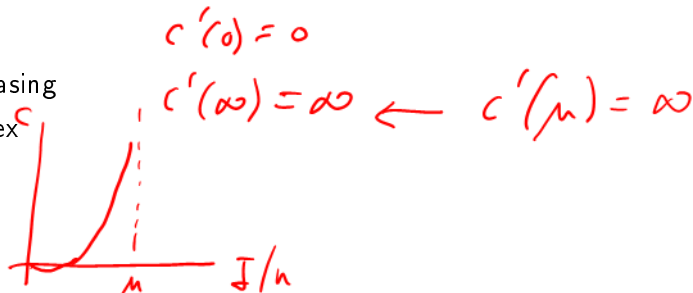 c'(0) = 0
asing
c'(∞) = ∞ ← c'(μ) = ∞
ex
c
μ I/n